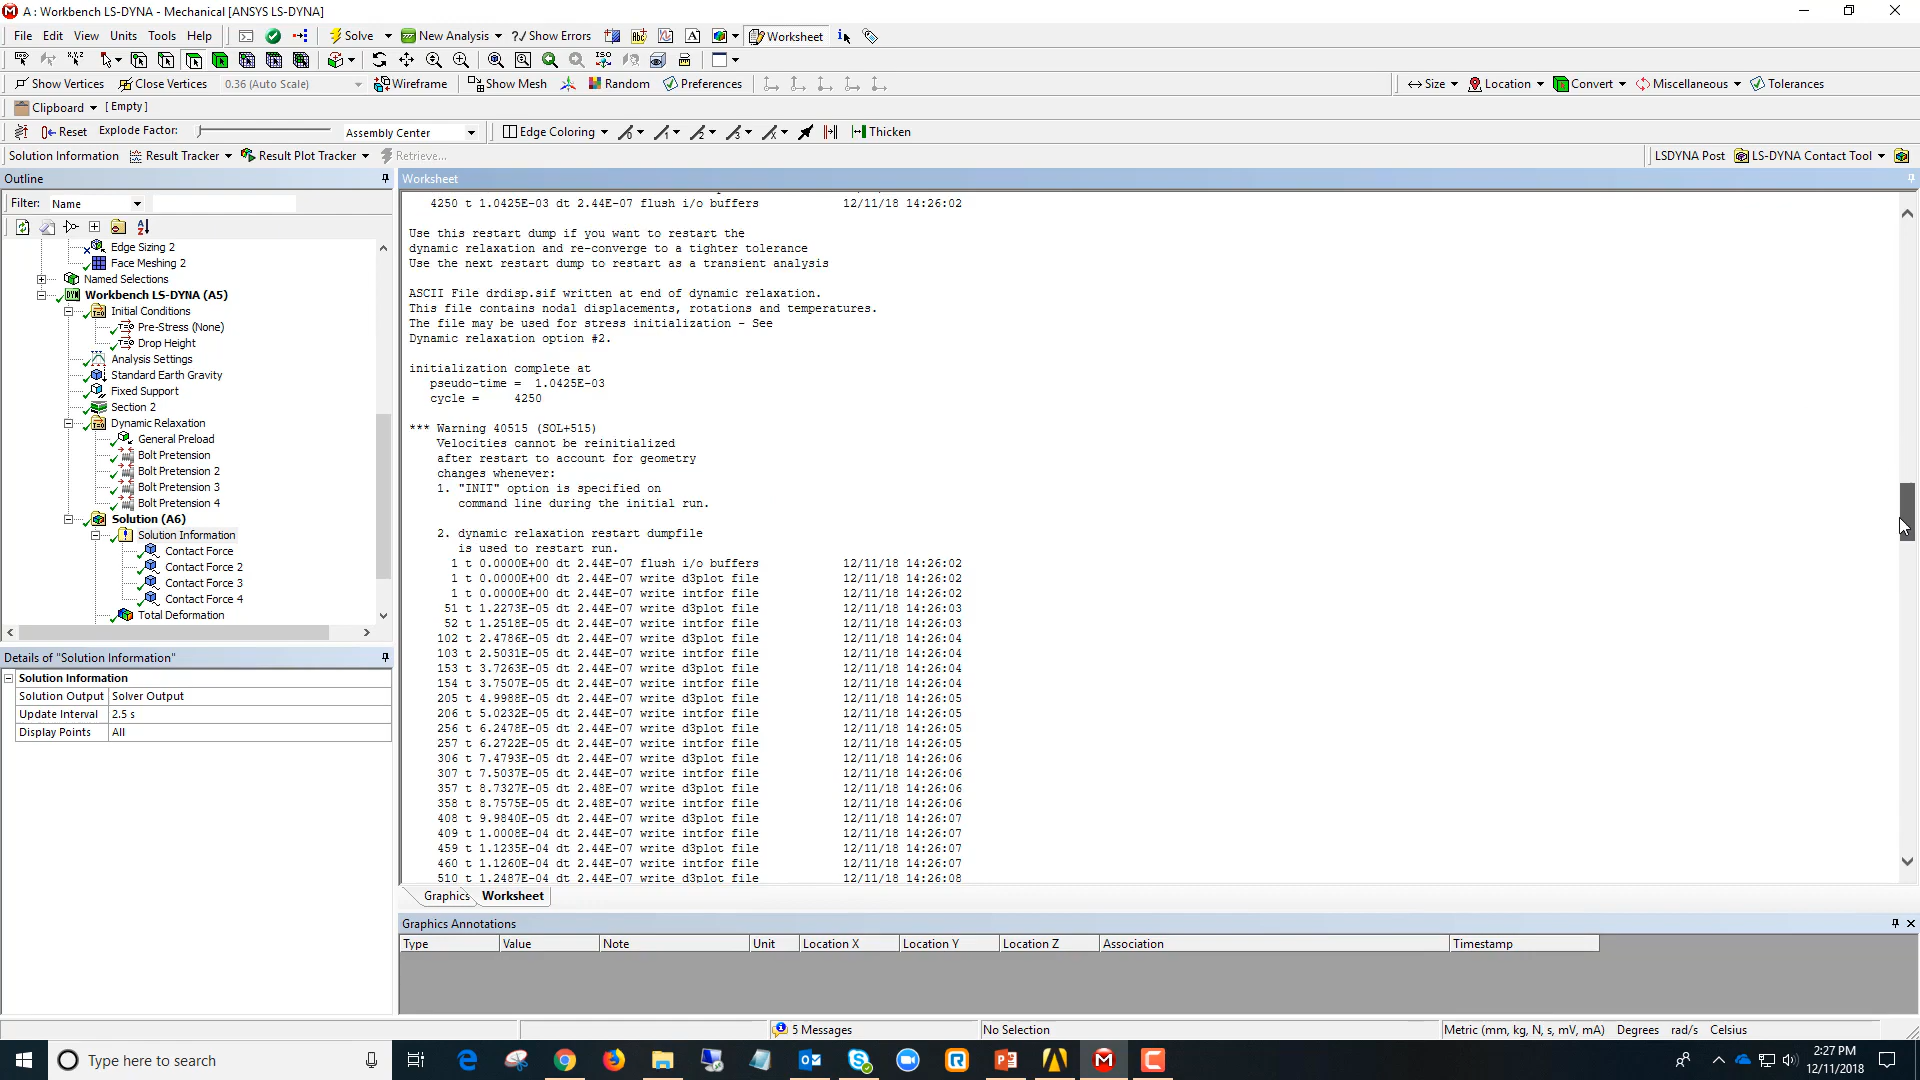 A : Workbench LS-DYNA - Mechanical [ANSYS LS-DYNA]
File Edit View Units Tools Help Solve New Analysis Show Errors Worksheet
Show Vertices Close Vertices 0.36 (Auto Scale) Wireframe Show Mesh Random Preferences Size Location Convert Miscellaneous Tolerances
Clipboard [ Empty ]
Reset Explode Factor: Assembly Center Edge Coloring Thicken
Solution Information Result Tracker Result Plot Tracker Retrieve... LSDYNA Post LS-DYNA Contact Tool
Outline
Filter: Name
Edge Sizing 2
Face Meshing 2
Named Selections
Workbench LS-DYNA (A5)
Initial Conditions
Pre-Stress (None)
Drop Height
Analysis Settings
Standard Earth Gravity
Fixed Support
Section 2
Dynamic Relaxation
General Preload
Bolt Pretension
Bolt Pretension 2
Bolt Pretension 3
Bolt Pretension 4
Solution (A6)
Solution Information
Contact Force
Contact Force 2
Contact Force 3
Contact Force 4
Total Deformation
Details of "Solution Information"
Solution Information
Solution Output Solver Output
Update Interval 2.5 s
Display Points All
Worksheet
4250 t 1.0425E-03 dt 2.44E-07 flush i/o buffers 12/11/18 14:26:02
Use this restart dump if you want to restart the
dynamic relaxation and re-converge to a tighter tolerance
Use the next restart dump to restart as a transient analysis
ASCII File drdisp.sif written at end of dynamic relaxation.
This file contains nodal displacements, rotations and temperatures.
The file may be used for stress initialization - See
Dynamic relaxation option #2.
initialization complete at
pseudo-time = 1.0425E-03
cycle = 4250
*** Warning 40515 (SOL+515)
Velocities cannot be reinitialized
after restart to account for geometry
changes whenever:
1. "INIT" option is specified on
command line during the initial run.
2. dynamic relaxation restart dumpfile
is used to restart run.
1 t 0.0000E+00 dt 2.44E-07 flush i/o buffers 12/11/18 14:26:02
1 t 0.0000E+00 dt 2.44E-07 write d3plot file 12/11/18 14:26:02
1 t 0.0000E+00 dt 2.44E-07 write intfor file 12/11/18 14:26:02
51 t 1.2273E-05 dt 2.44E-07 write d3plot file 12/11/18 14:26:03
52 t 1.2518E-05 dt 2.44E-07 write intfor file 12/11/18 14:26:03
102 t 2.4786E-05 dt 2.44E-07 write d3plot file 12/11/18 14:26:04
103 t 2.5031E-05 dt 2.44E-07 write intfor file 12/11/18 14:26:04
153 t 3.7263E-05 dt 2.44E-07 write d3plot file 12/11/18 14:26:04
154 t 3.7507E-05 dt 2.44E-07 write intfor file 12/11/18 14:26:04
205 t 4.9988E-05 dt 2.44E-07 write d3plot file 12/11/18 14:26:05
206 t 5.0232E-05 dt 2.44E-07 write intfor file 12/11/18 14:26:05
256 t 6.2478E-05 dt 2.44E-07 write d3plot file 12/11/18 14:26:05
257 t 6.2722E-05 dt 2.44E-07 write intfor file 12/11/18 14:26:05
306 t 7.4793E-05 dt 2.44E-07 write d3plot file 12/11/18 14:26:06
307 t 7.5037E-05 dt 2.44E-07 write intfor file 12/11/18 14:26:06
357 t 8.7327E-05 dt 2.48E-07 write d3plot file 12/11/18 14:26:06
358 t 8.7575E-05 dt 2.48E-07 write intfor file 12/11/18 14:26:06
408 t 9.9840E-05 dt 2.44E-07 write d3plot file 12/11/18 14:26:07
409 t 1.0008E-04 dt 2.44E-07 write intfor file 12/11/18 14:26:07
459 t 1.1235E-04 dt 2.44E-07 write d3plot file 12/11/18 14:26:07
460 t 1.1260E-04 dt 2.44E-07 write intfor file 12/11/18 14:26:07
510 t 1.2487E-04 dt 2.44E-07 write d3plot file 12/11/18 14:26:08
Graphics Worksheet
Graphics Annotations
Type Value Note Unit Location X Location Y Location Z Association Timestamp
5 Messages No Selection Metric (mm, kg, N, s, mV, mA) Degrees rad/s Celsius
Type here to search
2:27 PM
12/11/2018